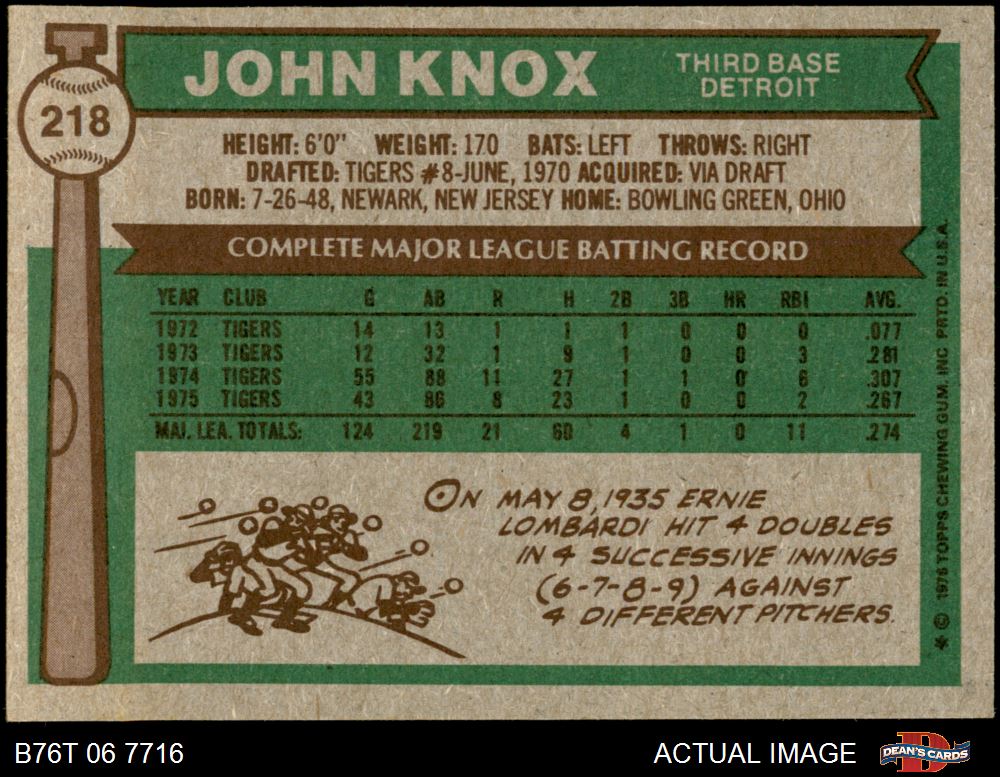 JOHN KNOX
THIRD BASE
DETROIT
218
HEIGHT: 6'0" WEIGHT: 170 BATS: LEFT THROWS: RIGHT
DRAFTED: TIGERS #8-JUNE, 1970 ACQUIRED: VIA DRAFT
BORN: 7-26-48, NEWARK, NEW JERSEY HOME: BOWLING GREEN, OHIO
COMPLETE MAJOR LEAGUE BATTING RECORD
YEAR CLUB G AB R H 2B 3B HR RBI AVG.
1972 TIGERS 14 13 1 1 1 0 0 0 .077
1973 TIGERS 12 32 1 9 1 0 0 3 .281
1974 TIGERS 55 88 11 27 1 1 0 6 .307
1975 TIGERS 43 86 8 23 1 0 0 2 .267
MAJ. LEA. TOTALS: 124 219 21 60 4 1 0 11 .274
ON MAY 8, 1935 ERNIE
LOMBARDI HIT 4 DOUBLES
IN 4 SUCCESSIVE INNINGS
(6-7-8-9) AGAINST
4 DIFFERENT PITCHERS.
* © 1976 TOPPS CHEWING GUM, INC PRTD. IN U.S.A.
B76T 06 7716
ACTUAL IMAGE
D
DEAN'S CARDS